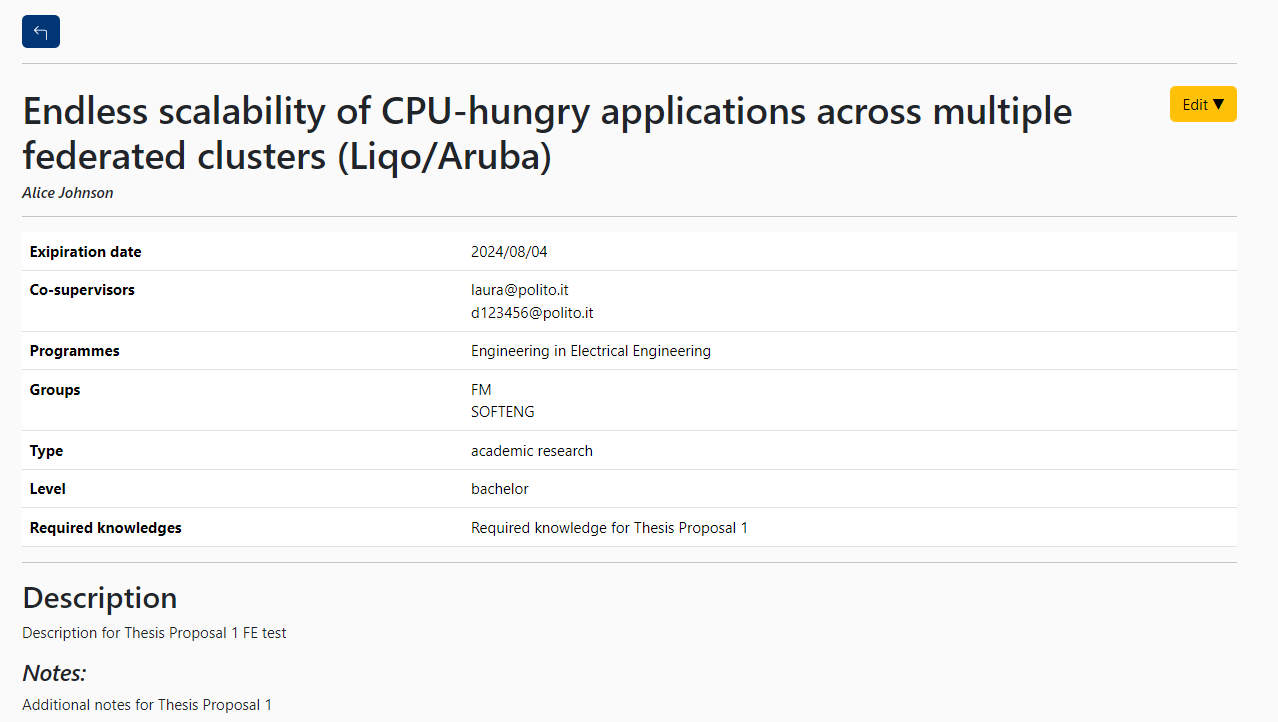 Endless scalability of CPU-hungry applications across multiple
federated clusters (Liqo/Aruba)
Edit ▼
Alice Johnson
Exipiration date 2024/08/04
Co-supervisors laura@polito.it
d123456@polito.it
Programmes Engineering in Electrical Engineering
Groups FM
SOFTENG
Type academic research
Level bachelor
Required knowledges Required knowledge for Thesis Proposal 1
Description
Description for Thesis Proposal 1 FE test
Notes:
Additional notes for Thesis Proposal 1